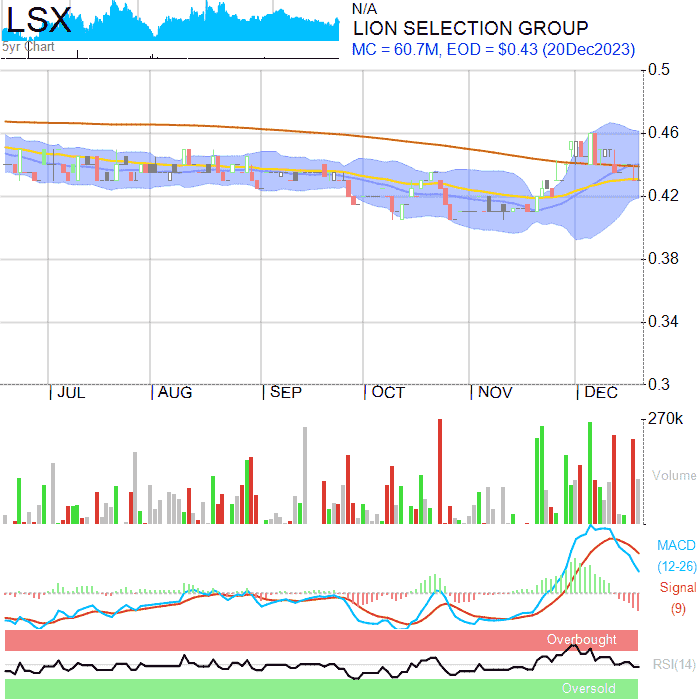 LSX
5yr Chart
N/A
LION SELECTION GROUP
MC = 60.7M, EOD = $0.43 (20Dec2023)
0.5
0.46
0.42
0.38
0.34
0.3
JUL AUG SEP OCT NOV DEC
270k
Volume
MACD
(12-26)
Signal
(9)
Overbought
RSI(14)
Oversold